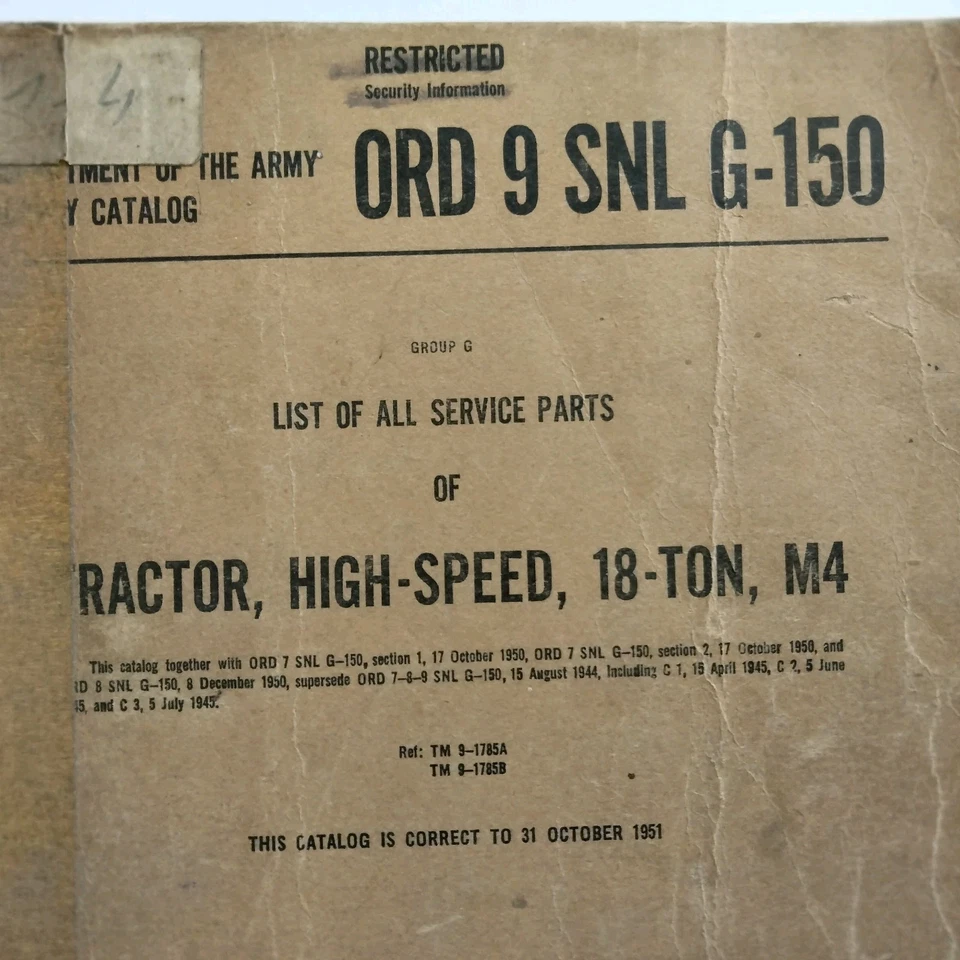 RESTRICTED
Security Information
4
TMENT OF THE ARMY
Y CATALOG
ORD 9 SNL G-150
GROUP G
LIST OF ALL SERVICE PARTS
OF
TRACTOR, HIGH-SPEED, 18-TON, M4
This catalog together with ORD 7 SNL G–150, section 1, 17 October 1950, ORD 7 SNL G–150, section 2, 17 October 1950, and
RD 8 SNL G–150, 8 December 1950, supersede ORD 7–8–9 SNL G–150, 15 August 1944, Including C 1, 15 April 1945, C 2, 5 June
45, and C 3, 5 July 1945.
Ref: TM 9–1785A
TM 9–1785B
THIS CATALOG IS CORRECT TO 31 OCTOBER 1951